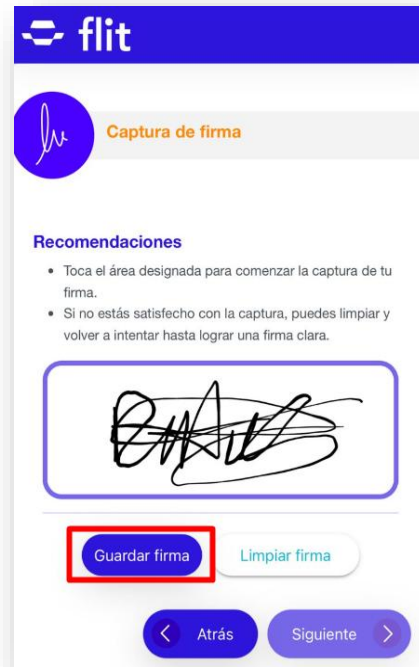 flit
Captura de firma
Recomendaciones
Toca el área designada para comenzar la captura de tu
firma.
Si no estás satisfecho con la captura, puedes limpiar y
volver a intentar hasta lograr una firma clara.
Guardar firma
Limpiar firma
Atrás
Siguiente